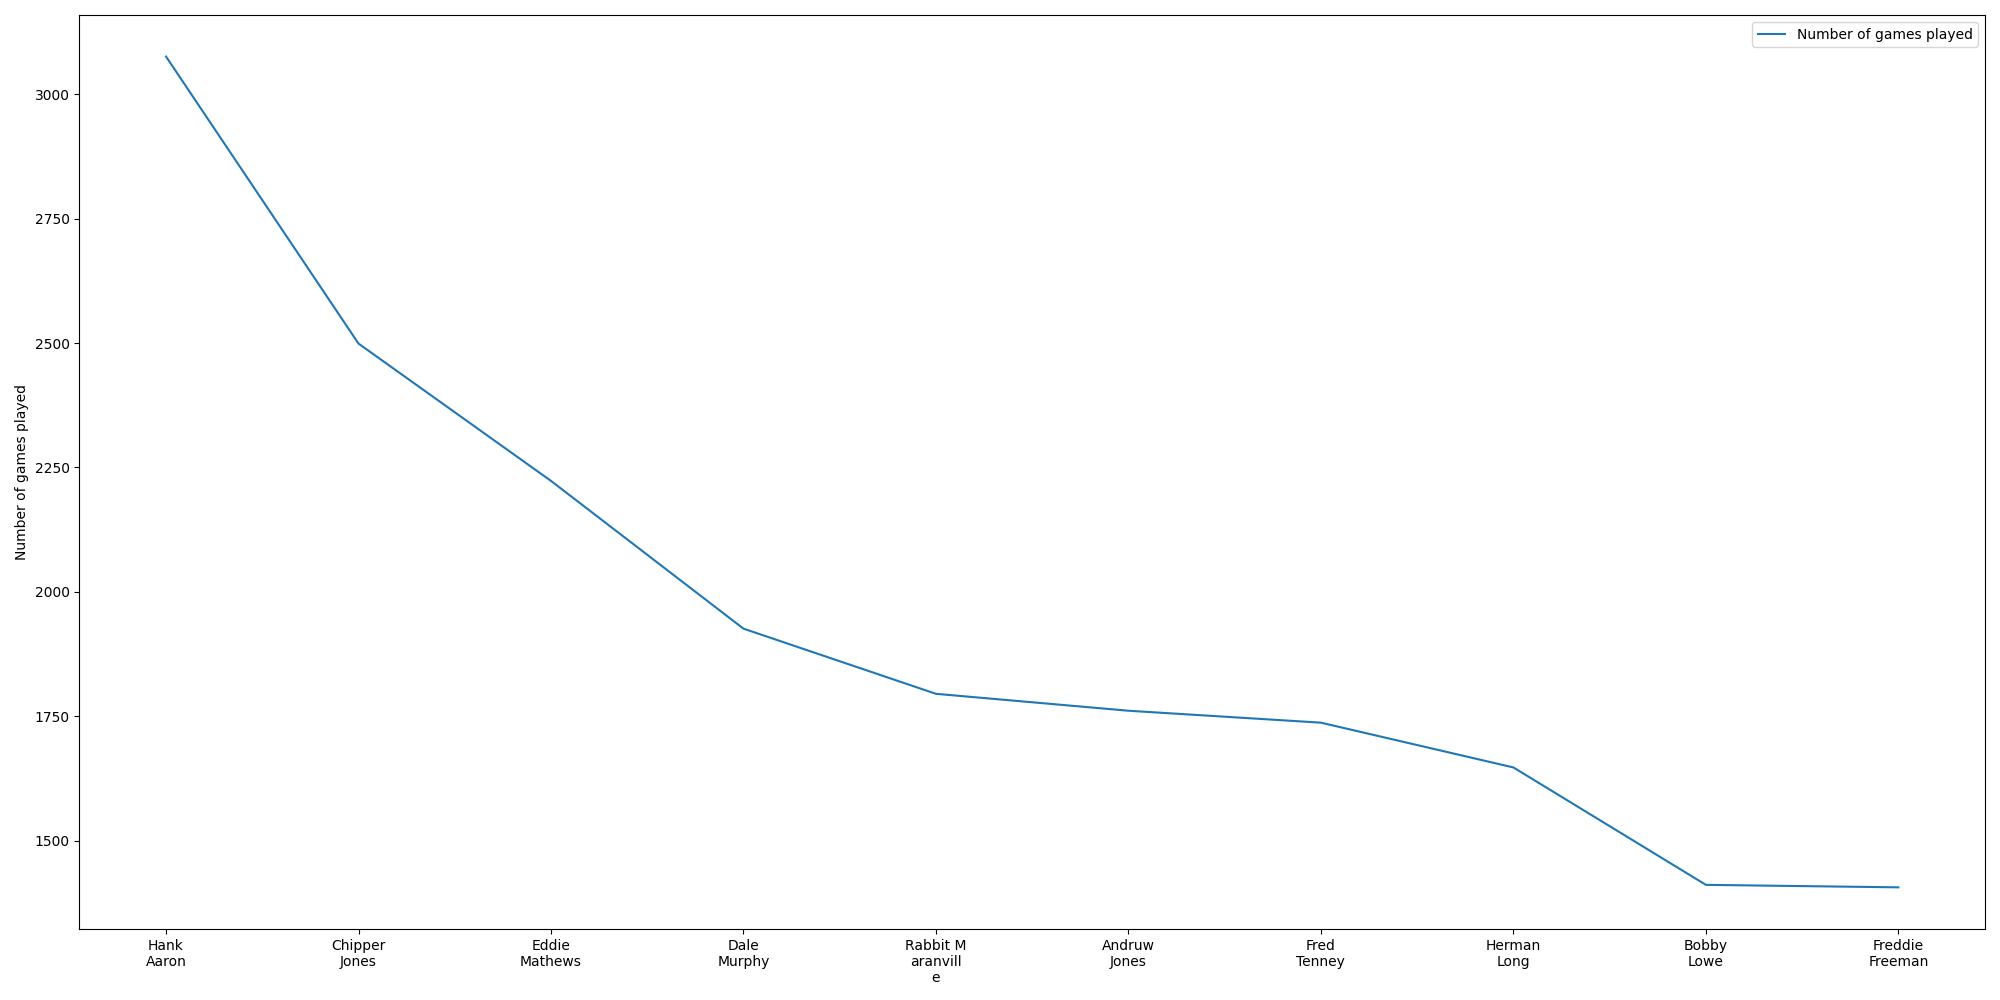 Number of games played
3000
2750
2500
2250
2000
1750
1500
Number of games played
Hank
Aaron
Chipper
Jones
Eddie
Mathews
Dale
Murphy
Rabbit M
aranvill
e
Andruw
Jones
Fred
Tenney
Herman
Long
Bobby
Lowe
Freddie
Freeman